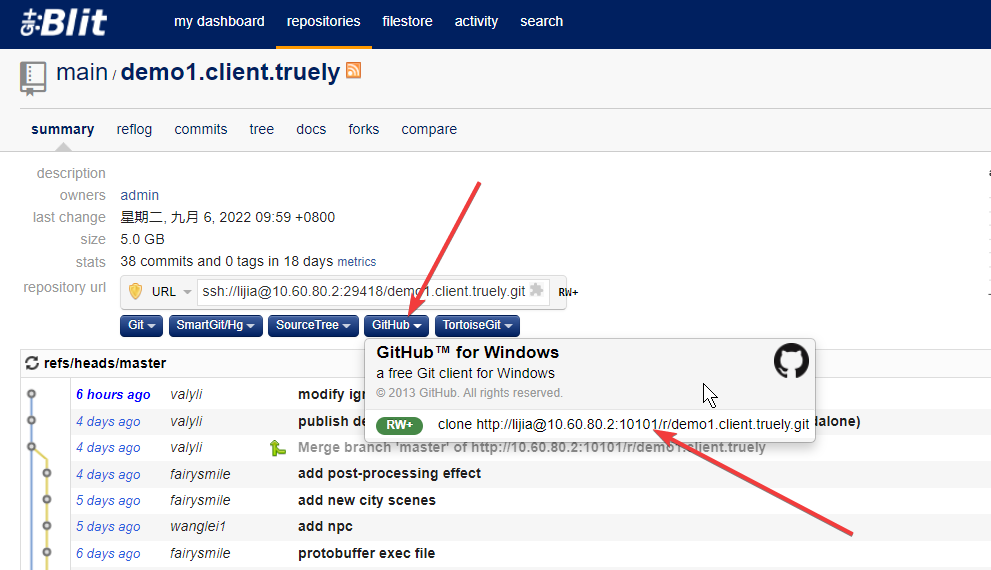 Git:Blit my dashboard repositories filestore activity search
main / demo1.client.truely
summary reflog commits tree docs forks compare
description
owners admin
last change 星期二, 九月 6, 2022 09:59 +0800
size 5.0 GB
stats 38 commits and 0 tags in 18 days metrics
repository url URL ssh://lijia@10.60.80.2:29418/demo1.client.truely.git RW+
Git SmartGit/Hg SourceTree GitHub TortoiseGit
GitHub™ for Windows
a free Git client for Windows
© 2013 GitHub. All rights reserved.
RW+ clone http://lijia@10.60.80.2:10101/r/demo1.client.truely.git
refs/heads/master
6 hours ago valyli modify
4 days ago valyli publish
4 days ago valyli Merge branch 'master' of http://10.60.80.2:10101/r/demo1.client.truely
4 days ago fairysmile add post-processing effect
5 days ago fairysmile add new city scenes
5 days ago wanglei1 add npc
6 days ago fairysmile protobuffer exec file